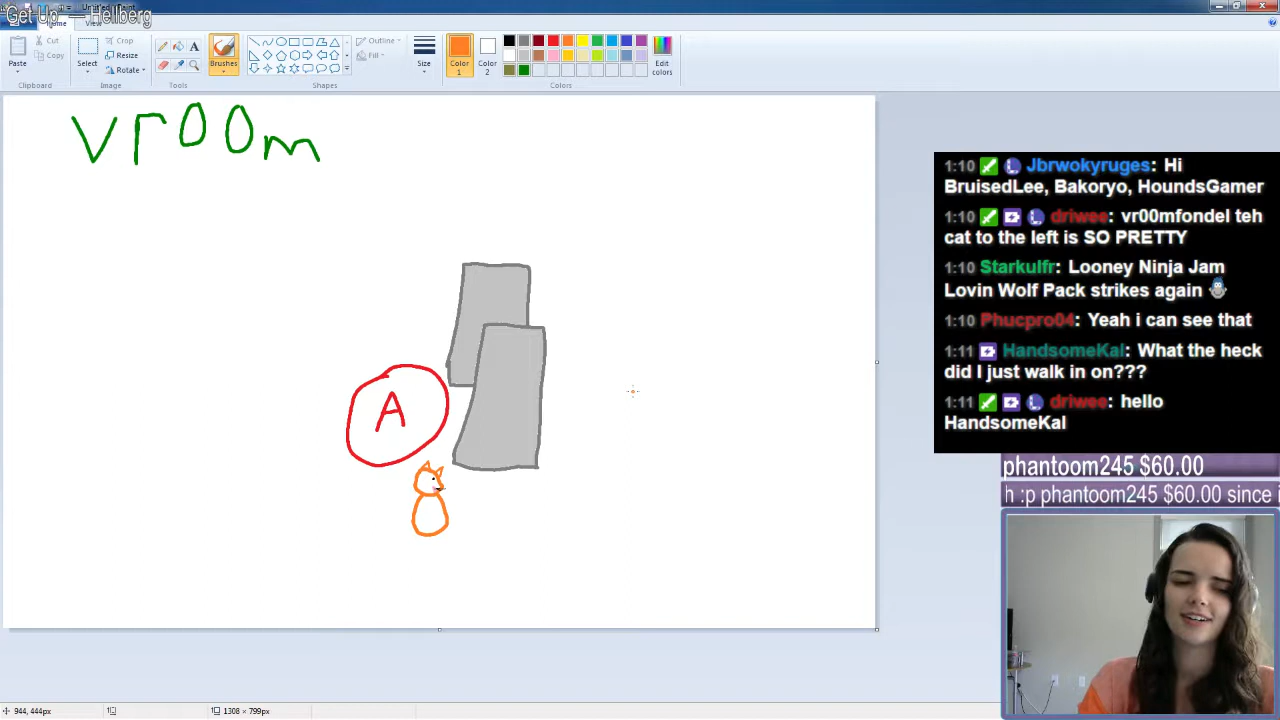 Get Up — Hellberg
Home
View
Paste
Cut
Copy
Clipboard
Select
Crop
Resize
Rotate
Image
A
Tools
Brushes
Outline
Fill
Shapes
Size
Color 1
Color 2
Edit colors
Colors
vr00m
A
1:10 Jbrwokyruges: Hi
BruisedLee, Bakoryo, HoundsGamer
1:10 driwee: vr00mfondel teh
cat to the left is SO PRETTY
1:10 Starkulfr: Looney Ninja Jam
Lovin Wolf Pack strikes again
1:10 Phucpro04: Yeah i can see that
1:11 HandsomeKal: What the heck
did I just walk in on???
1:11 driwee: hello
HandsomeKal
phantoom245 $60.00
h :p phantoom245 $60.00 since
944, 444px
1308 × 799px